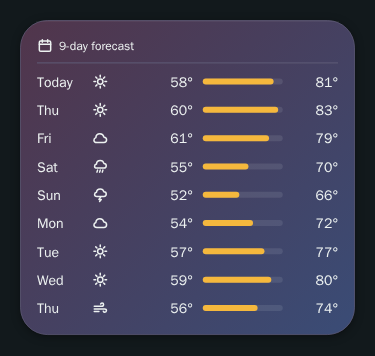 9-day forecast
Today 58° 81°
Thu 60° 83°
Fri 61° 79°
Sat 55° 70°
Sun 52° 66°
Mon 54° 72°
Tue 57° 77°
Wed 59° 80°
Thu 56° 74°